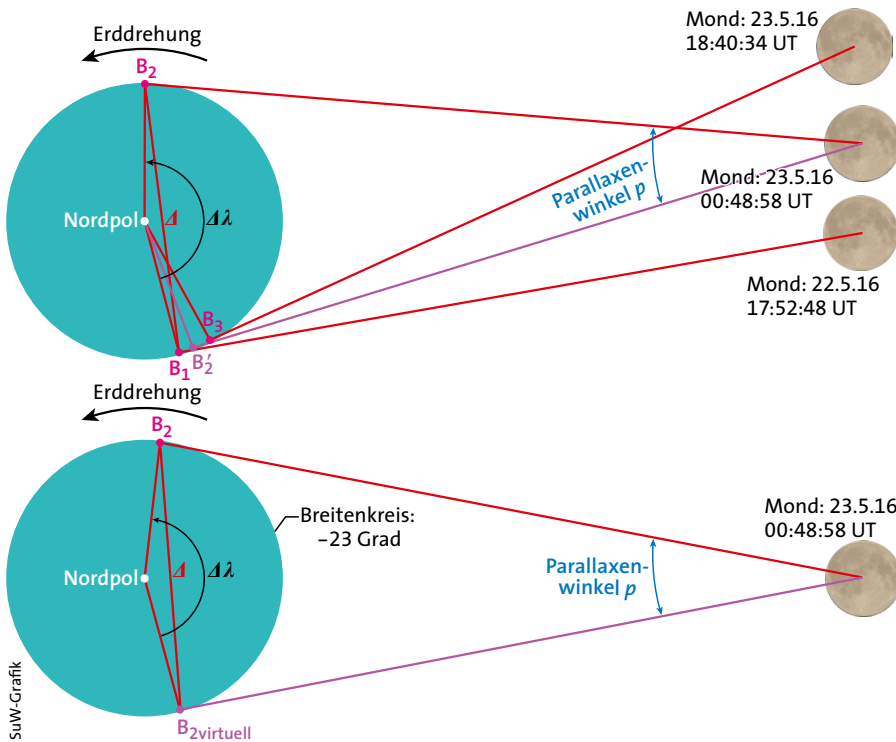 Erddrehung
B2
Mond: 23.5.16
18:40:34 UT
Parallaxen-
winkel p
Mond: 23.5.16
00:48:58 UT
Nordpol
Δ
Δλ
Mond: 22.5.16
17:52:48 UT
B3
B1
B2′
Erddrehung
B2
Breitenkreis:
–23 Grad
Mond: 23.5.16
00:48:58 UT
Nordpol
Δ
Δλ
Parallaxen-
winkel p
B2virtuell
SuW-Grafik